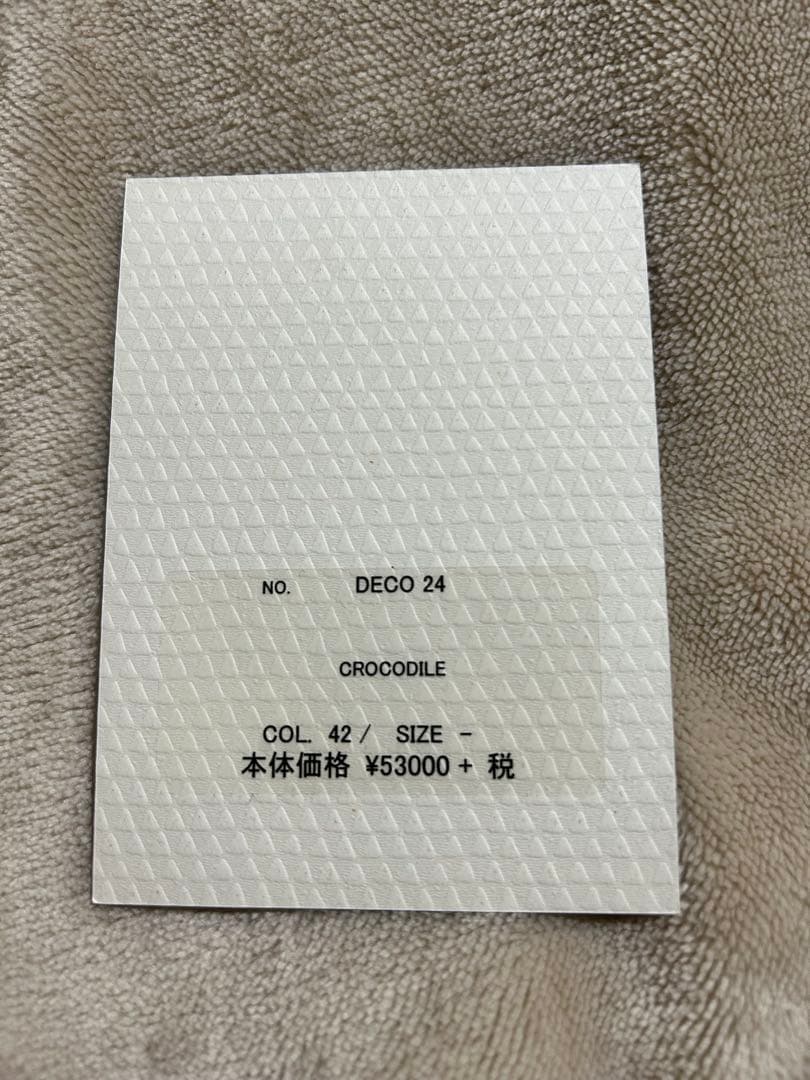 NO. DECO 24
CROCODILE
COL. 42 / SIZE -
本体価格 ¥53000 + 税